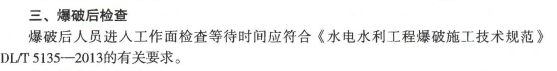 三、爆破后检查
爆破后人员进入工作面检查等待时间应符合《水电水利工程爆破施工技术规范》
DL/T 5135—2013的有关要求。